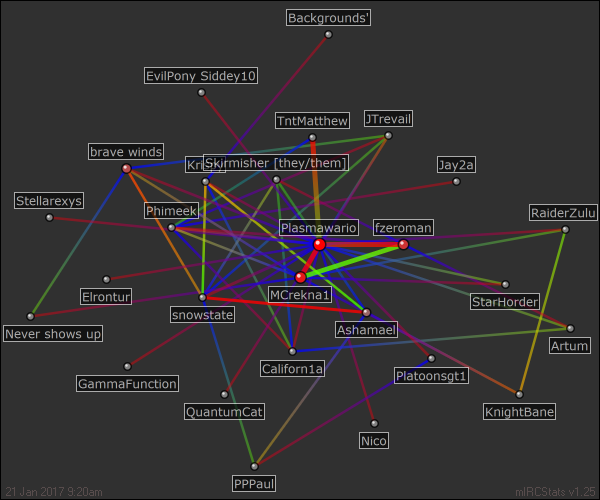 Backgrounds'
EvilPony Siddey10
TntMatthew
JTrevail
brave winds
Skirmisher [they/them]
Jay2a
Stellarexys
Phimeek
Plasmawario
fzeroman
RaiderZulu
Elrontur
MCrekna1
StarHorder
snowstate
Never shows up
Ashamael
Artum
Californ1a
Platoonsgt1
GammaFunction
QuantumCat
KnightBane
Nico
PPPaul
21 Jan 2017 9:20am
mIRCStats v1.25